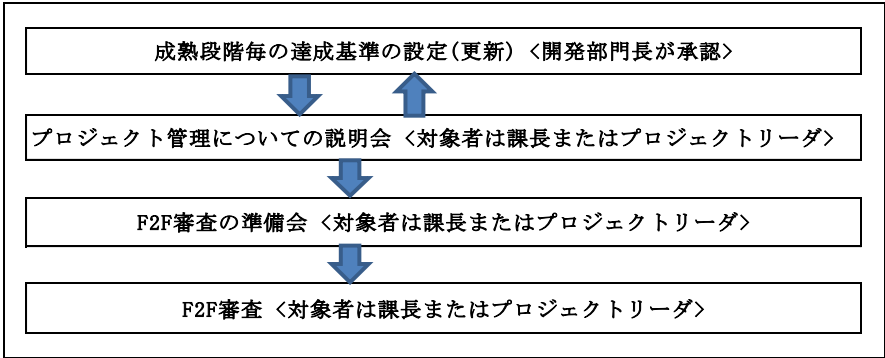 成熟段階毎の達成基準の設定(更新) <開発部門長が承認>
プロジェクト管理についての説明会 <対象者は課長またはプロジェクトリーダ>
F2F審査の準備会 <対象者は課長またはプロジェクトリーダ>
F2F審査 <対象者は課長またはプロジェクトリーダ>